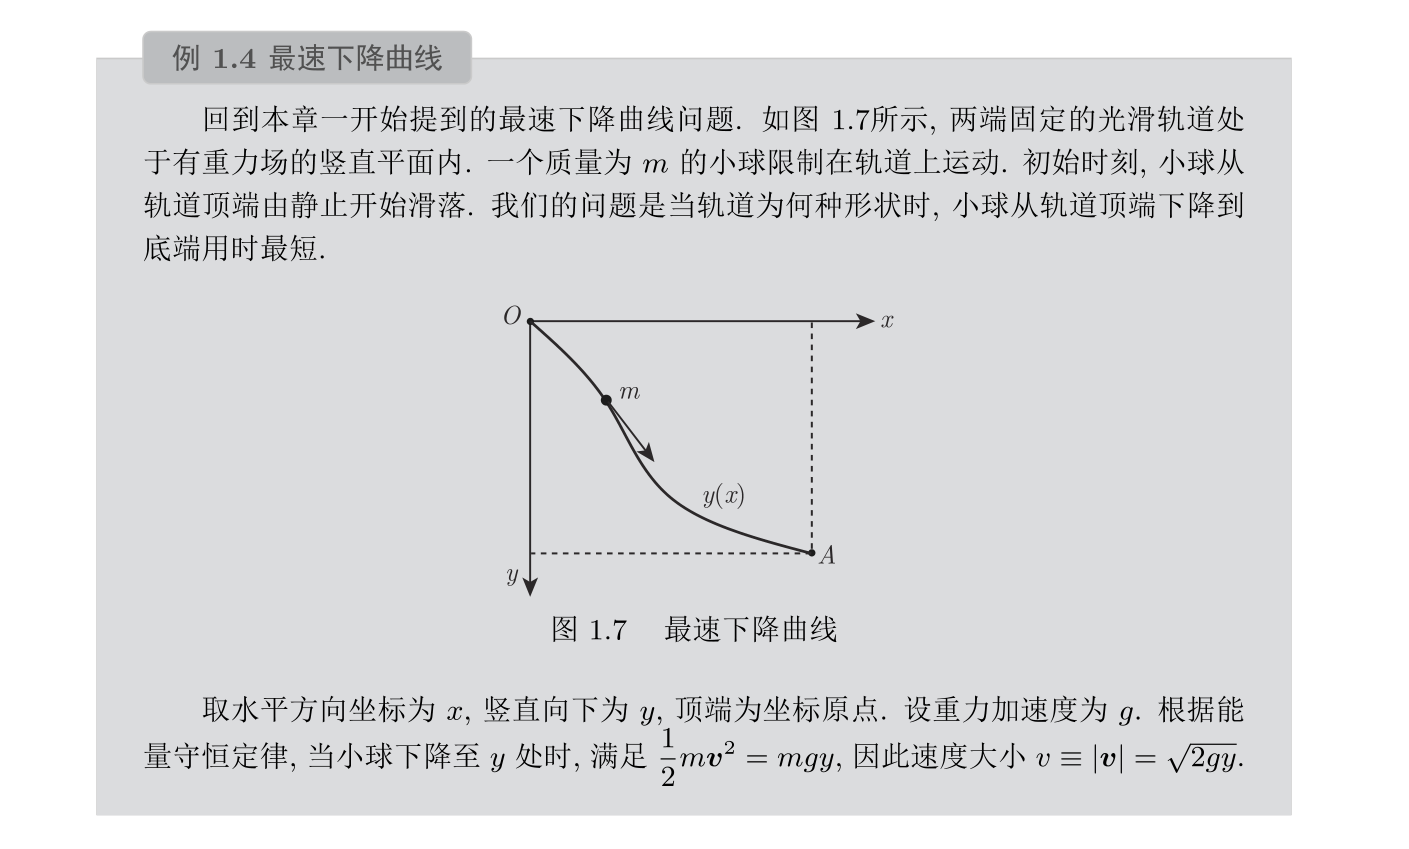 例 1.4 最速下降曲线
回到本章一开始提到的最速下降曲线问题. 如图 1.7所示, 两端固定的光滑轨道处
于有重力场的竖直平面内. 一个质量为 m 的小球限制在轨道上运动. 初始时刻, 小球从
轨道顶端由静止开始滑落. 我们的问题是当轨道为何种形状时, 小球从轨道顶端下降到
底端用时最短.
O
x
m
y(x)
A
y
图 1.7 最速下降曲线
取水平方向坐标为 x, 竖直向下为 y, 顶端为坐标原点. 设重力加速度为 g. 根据能
量守恒定律, 当小球下降至 y 处时, 满足 \frac{1}{2}mv² = mgy, 因此速度大小 v ≡ |v| = √2gy.